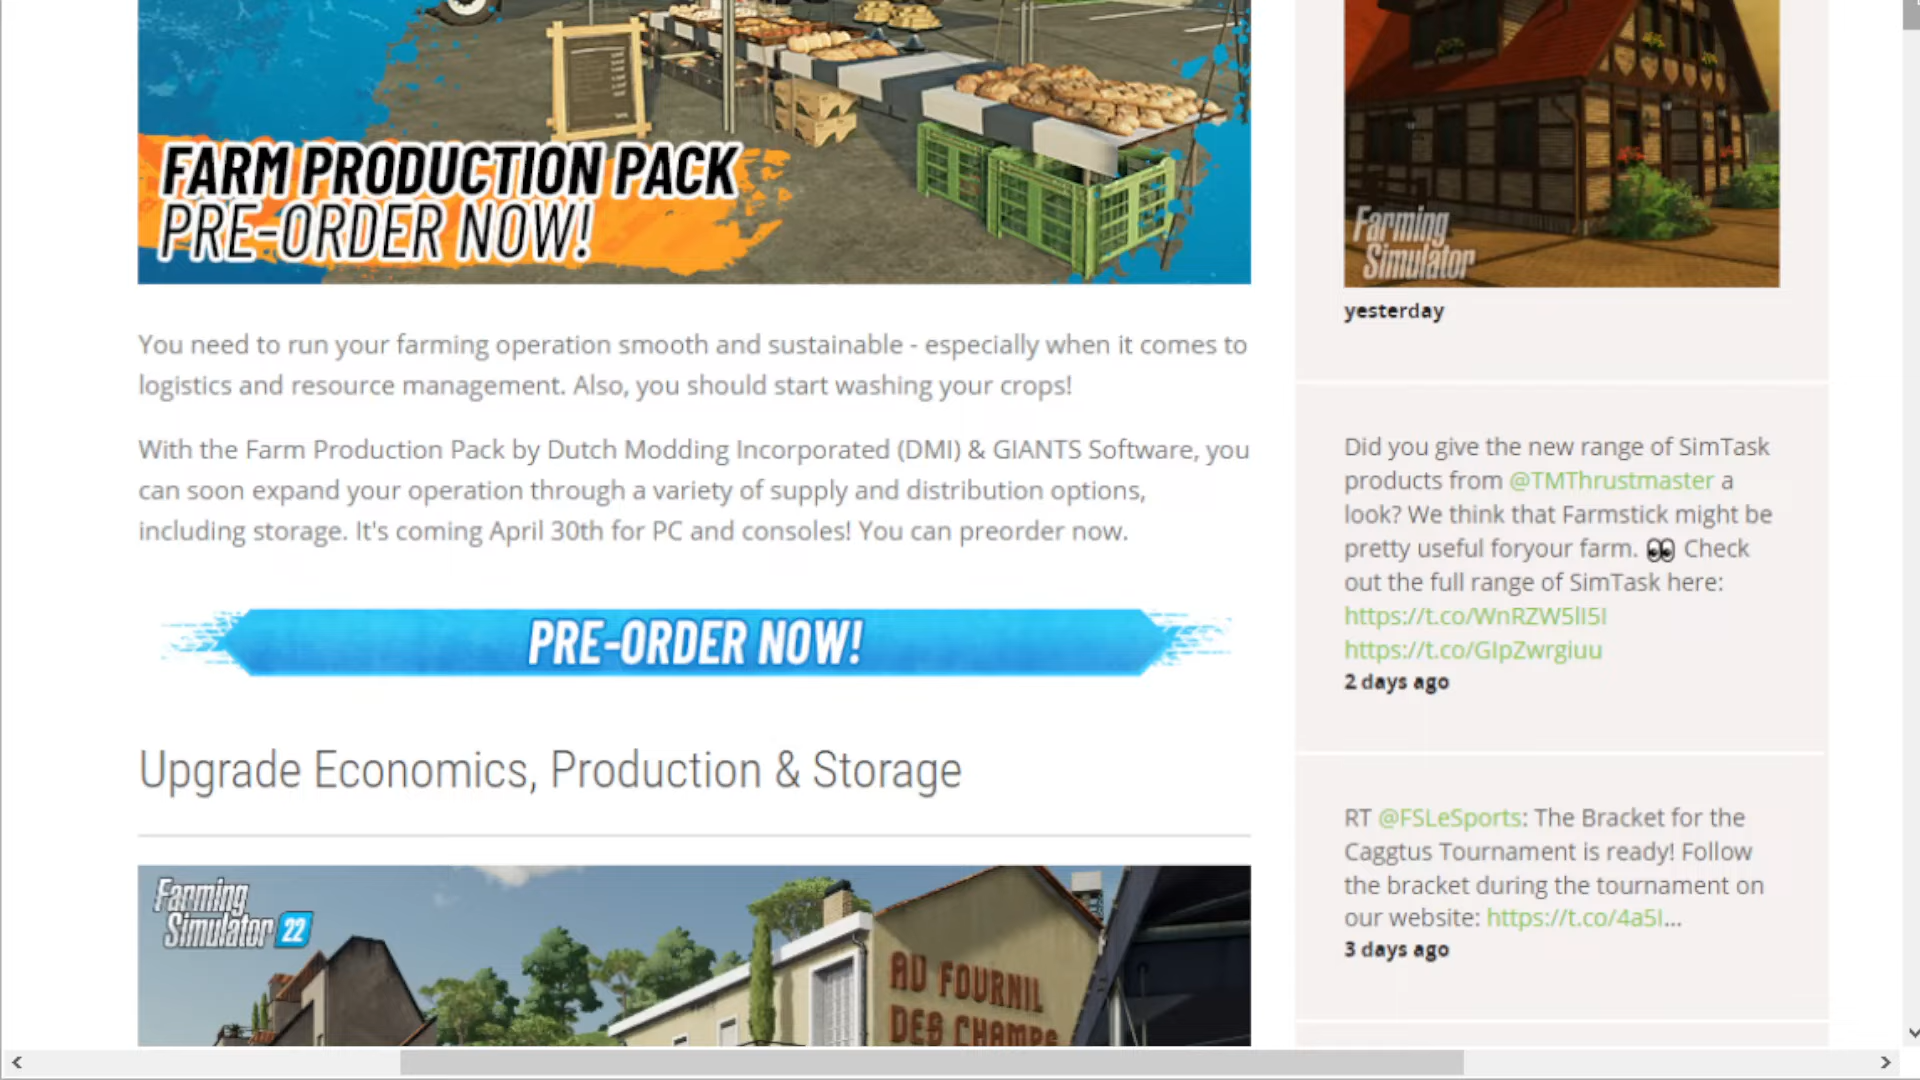 FARM PRODUCTION PACK
PRE-ORDER NOW!
You need to run your farming operation smooth and sustainable - especially when it comes to
logistics and resource management. Also, you should start washing your crops!
With the Farm Production Pack by Dutch Modding Incorporated (DMI) & GIANTS Software, you
can soon expand your operation through a variety of supply and distribution options,
including storage. It's coming April 30th for PC and consoles! You can preorder now.
PRE-ORDER NOW!
Upgrade Economics, Production & Storage
Farming
Simulator 22
AU FOURNIL
DES CHAMPS
Farming
Simulator
yesterday
Did you give the new range of SimTask
products from @TMThrustmaster a
look? We think that Farmstick might be
pretty useful foryour farm. 👀 Check
out the full range of SimTask here:
https://t.co/WnRZW5lI5I
https://t.co/GIpZwrgiuu
2 days ago
RT @FSLeSports: The Bracket for the
Caggtus Tournament is ready! Follow
the bracket during the tournament on
our website: https://t.co/4a5I...
3 days ago